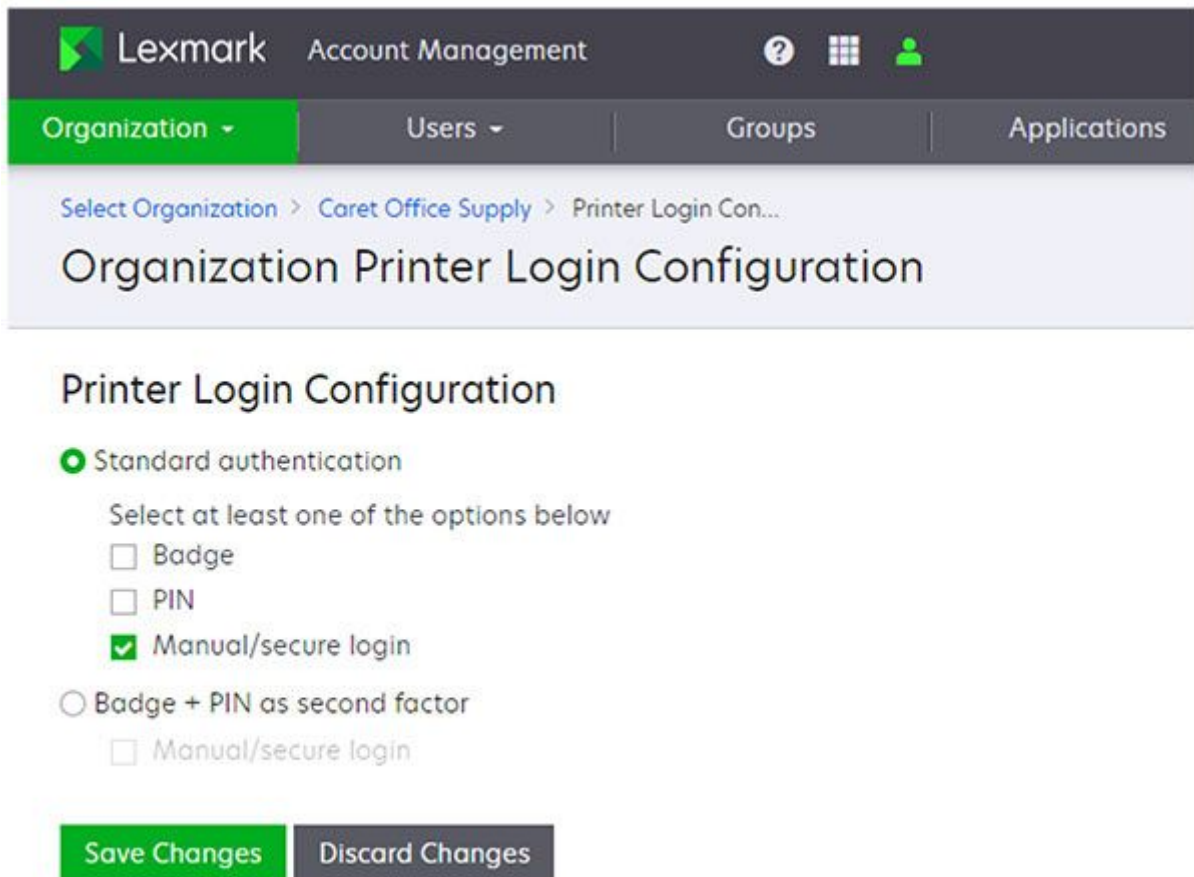 Lexmark Account Management
Organization Users Groups Applications
Select Organization > Caret Office Supply > Printer Login Con...
Organization Printer Login Configuration
Printer Login Configuration
Standard authentication
Select at least one of the options below
Badge
PIN
Manual/secure login
Badge + PIN as second factor
Manual/secure login
Save Changes Discard Changes